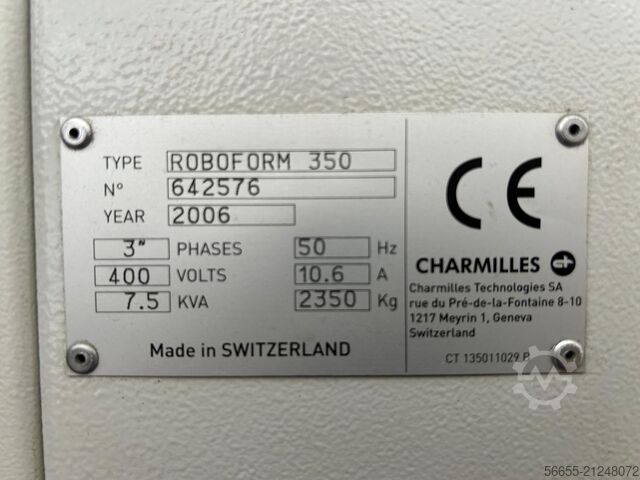 TYPE ROBOFORM 350
N° 642576
YEAR 2006
3~ PHASES 50 Hz
400 VOLTS 10.6 A
7.5 KVA 2350 Kg
Made in SWITZERLAND
CE
CHARMILLES
Charmilles Technologies SA
rue du Pré-de-la-Fontaine 8-10
1217 Meyrin 1, Geneva
Switzerland
CT 135011029 P
56655-21248072